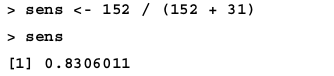 > sens <- 152 / (152 + 31)
> sens
[1] 0.8306011